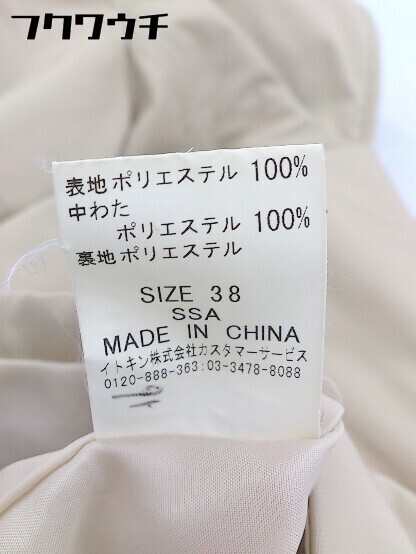 フクワウチ
表地 ポリエステル 100%
中わた
ポリエステル 100%
裏地 ポリエステル
SIZE 38
SSA
MADE IN CHINA
イトキン株式会社カスタマーサービス
0120-888-363:03-3478-8088